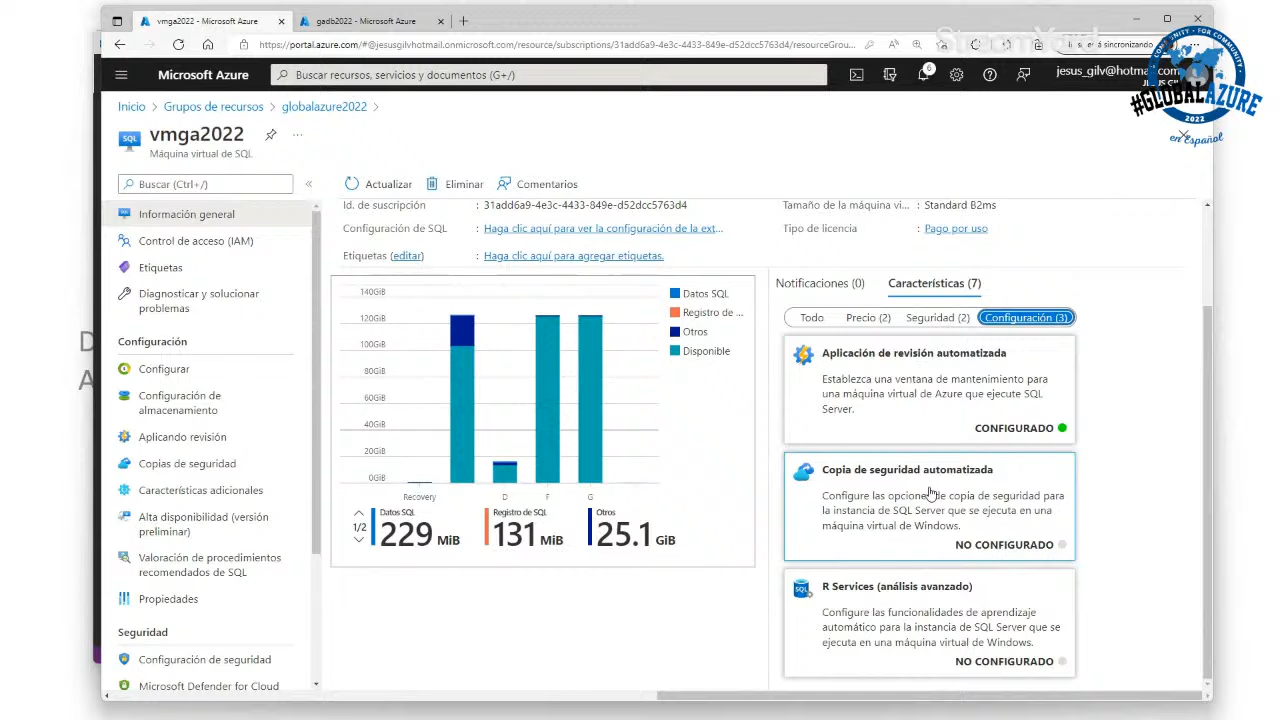 vmga2022 - Microsoft Azure
gadb2022 - Microsoft Azure
https://portal.azure.com/#@jesusgilvhotmail.onmicrosoft.com/resource/subscriptions/31add6a9-4e3c-4433-849e-d52dcc5763d4/resourceGrou...
StreamYard
sincronizando
Microsoft Azure
Buscar recursos, servicios y documentos (G+/)
6
jesus_gilv@hotmail.com
COMMUNITY · FOR COMMUNITY
#GLOBALAZURE
2022
en Español
Inicio > Grupos de recursos > globalazure2022 >
SQL
vmga2022
...
Máquina virtual de SQL
Buscar (Ctrl+/)
«
Actualizar
Eliminar
Comentarios
Información general
Control de acceso (IAM)
Etiquetas
Diagnosticar y solucionar
problemas
Configuración
Configurar
Configuración de
almacenamiento
Aplicando revisión
Copias de seguridad
Características adicionales
Alta disponibilidad (versión
preliminar)
Valoración de procedimientos
recomendados de SQL
Propiedades
Seguridad
Configuración de seguridad
Microsoft Defender for Cloud
Id. de suscripción : 31add6a9-4e3c-4433-849e-d52dcc5763d4
Configuración de SQL : Haga clic aquí para ver la configuración de la ext...
Etiquetas (editar) : Haga clic aquí para agregar etiquetas.
Tamaño de la máquina vi... : Standard B2ms
Tipo de licencia : Pago por uso
140GiB
120GiB
100GiB
80GiB
60GiB
40GiB
20GiB
0GiB
Recovery
D
F
G
Datos SQL
Registro de ...
Otros
Disponible
1/2
Datos SQL
229 MiB
Registro de SQL
131 MiB
Otros
25.1 GiB
Notificaciones (0)
Características (7)
Todo
Precio (2)
Seguridad (2)
Configuración (3)
Aplicación de revisión automatizada
Establezca una ventana de mantenimiento para
una máquina virtual de Azure que ejecute SQL
Server.
CONFIGURADO
Copia de seguridad automatizada
Configure las opciones de copia de seguridad para
la instancia de SQL Server que se ejecuta en una
máquina virtual de Windows.
NO CONFIGURADO
SQL
R Services (análisis avanzado)
Configure las funcionalidades de aprendizaje
automático para la instancia de SQL Server que se
ejecuta en una máquina virtual de Windows.
NO CONFIGURADO
D
A